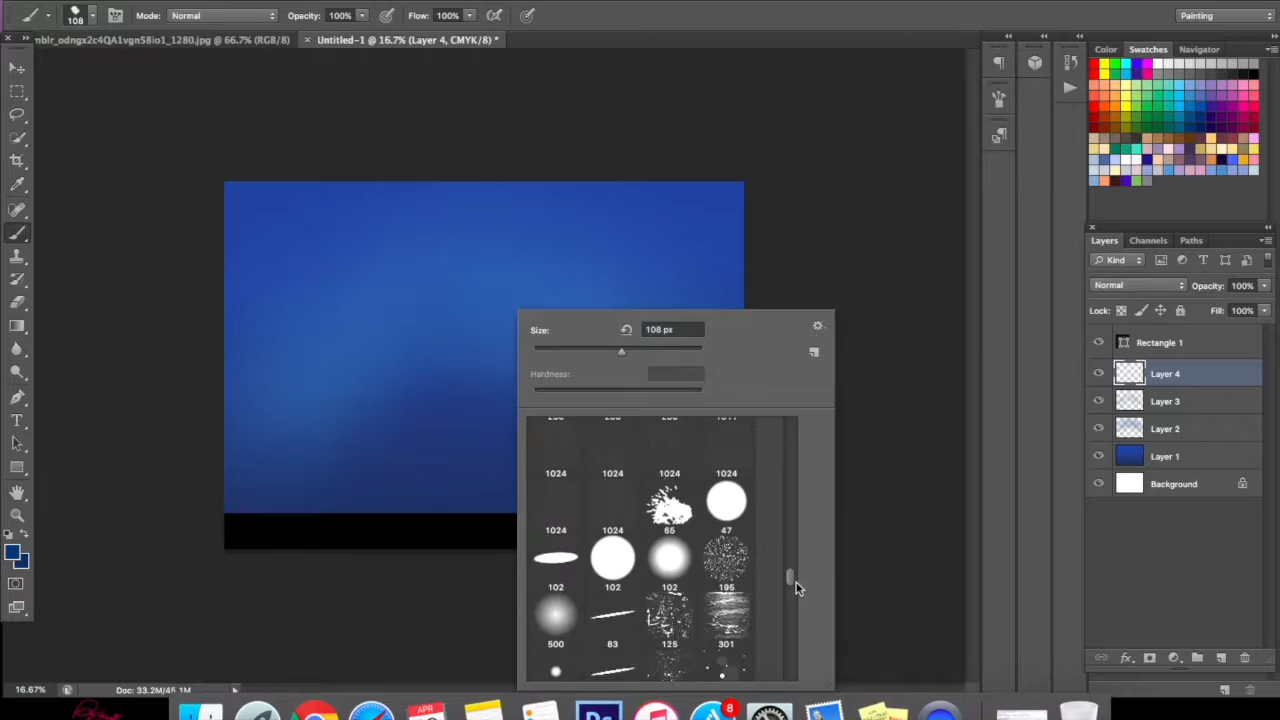 108 Mode: Normal Opacity: 100% Flow: 100% Painting
mblr_odngx2c4QA1vgn58io1_1280.jpg @ 66.7% (RGB/8) × Untitled-1 @ 16.7% (Layer 4, CMYK/8) *
Color Swatches Navigator
Layers Channels Paths
Kind
Normal Opacity: 100%
Lock: Fill: 100%
Rectangle 1
Layer 4
Layer 3
Layer 2
Layer 1
Background
Size: 108 px
Hardness:
1024 1024 1024 1024
1024 1024 65 47
102 102 102 195
500 83 125 301
16.67% Doc: 33.2M/45.1M
APR
Ps
8